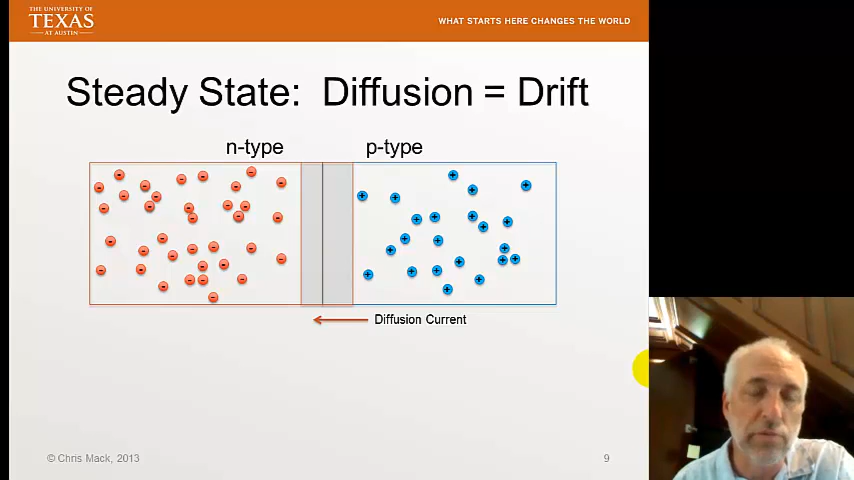 THE UNIVERSITY OF
TEXAS
AT AUSTIN
WHAT STARTS HERE CHANGES THE WORLD
Steady State: Diffusion = Drift
n-type p-type
Diffusion Current
© Chris Mack, 2013 9